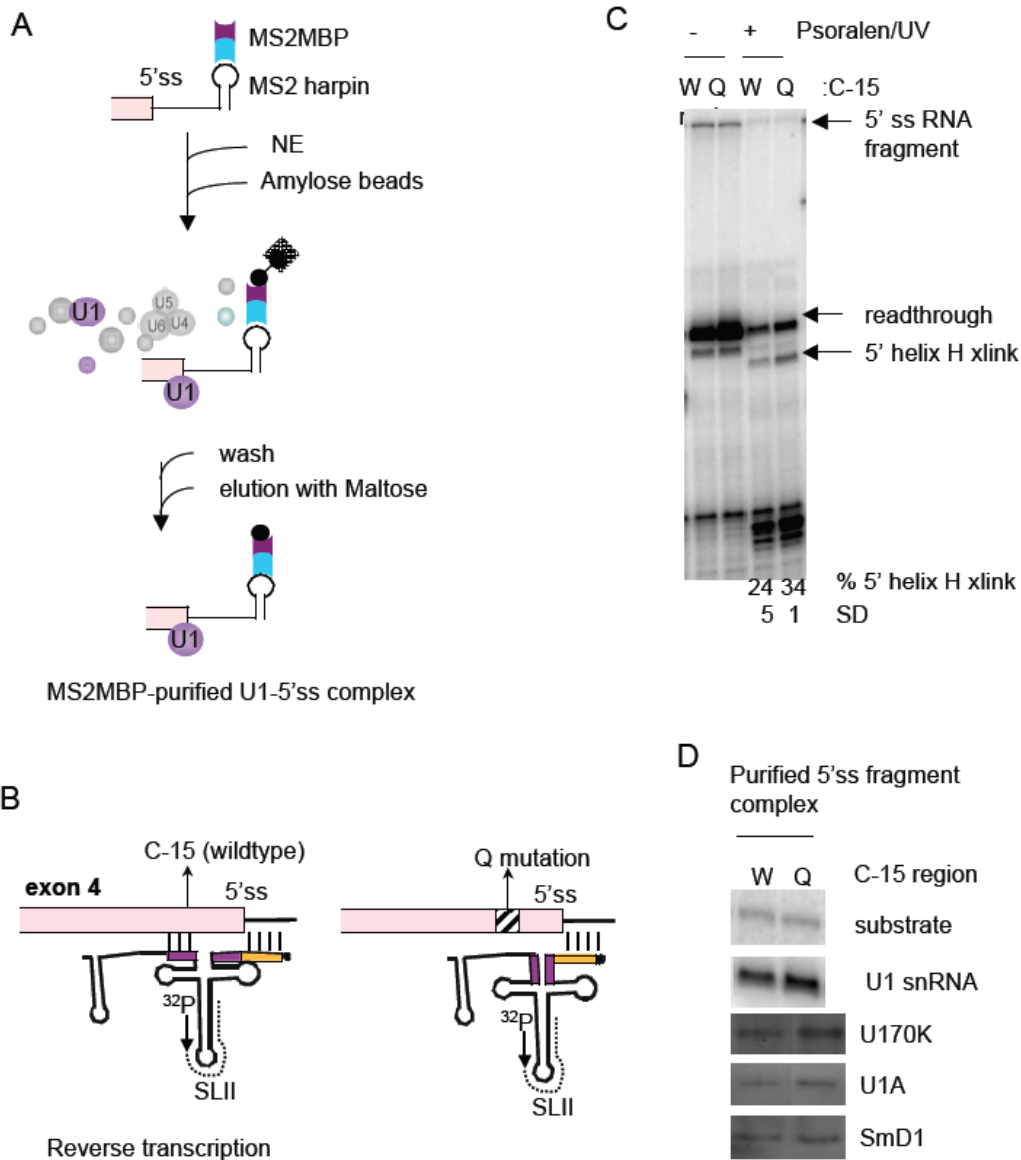 A
MS2MBP
5'ss
MS2 harpin
NE
Amylose beads
U1
U5
U6
U4
U1
wash
elution with Maltose
U1
MS2MBP-purified U1-5'ss complex
B
C-15 (wildtype)
exon 4
5'ss
32P
SLII
Reverse transcription
Q mutation
5'ss
32P
SLII
C
- + Psoralen/UV
W Q W Q :C-15
5' ss RNA
fragment
readthrough
5' helix H xlink
24 34 % 5' helix H xlink
5 1 SD
D
Purified 5'ss fragment
complex
W Q C-15 region
substrate
U1 snRNA
U170K
U1A
SmD1